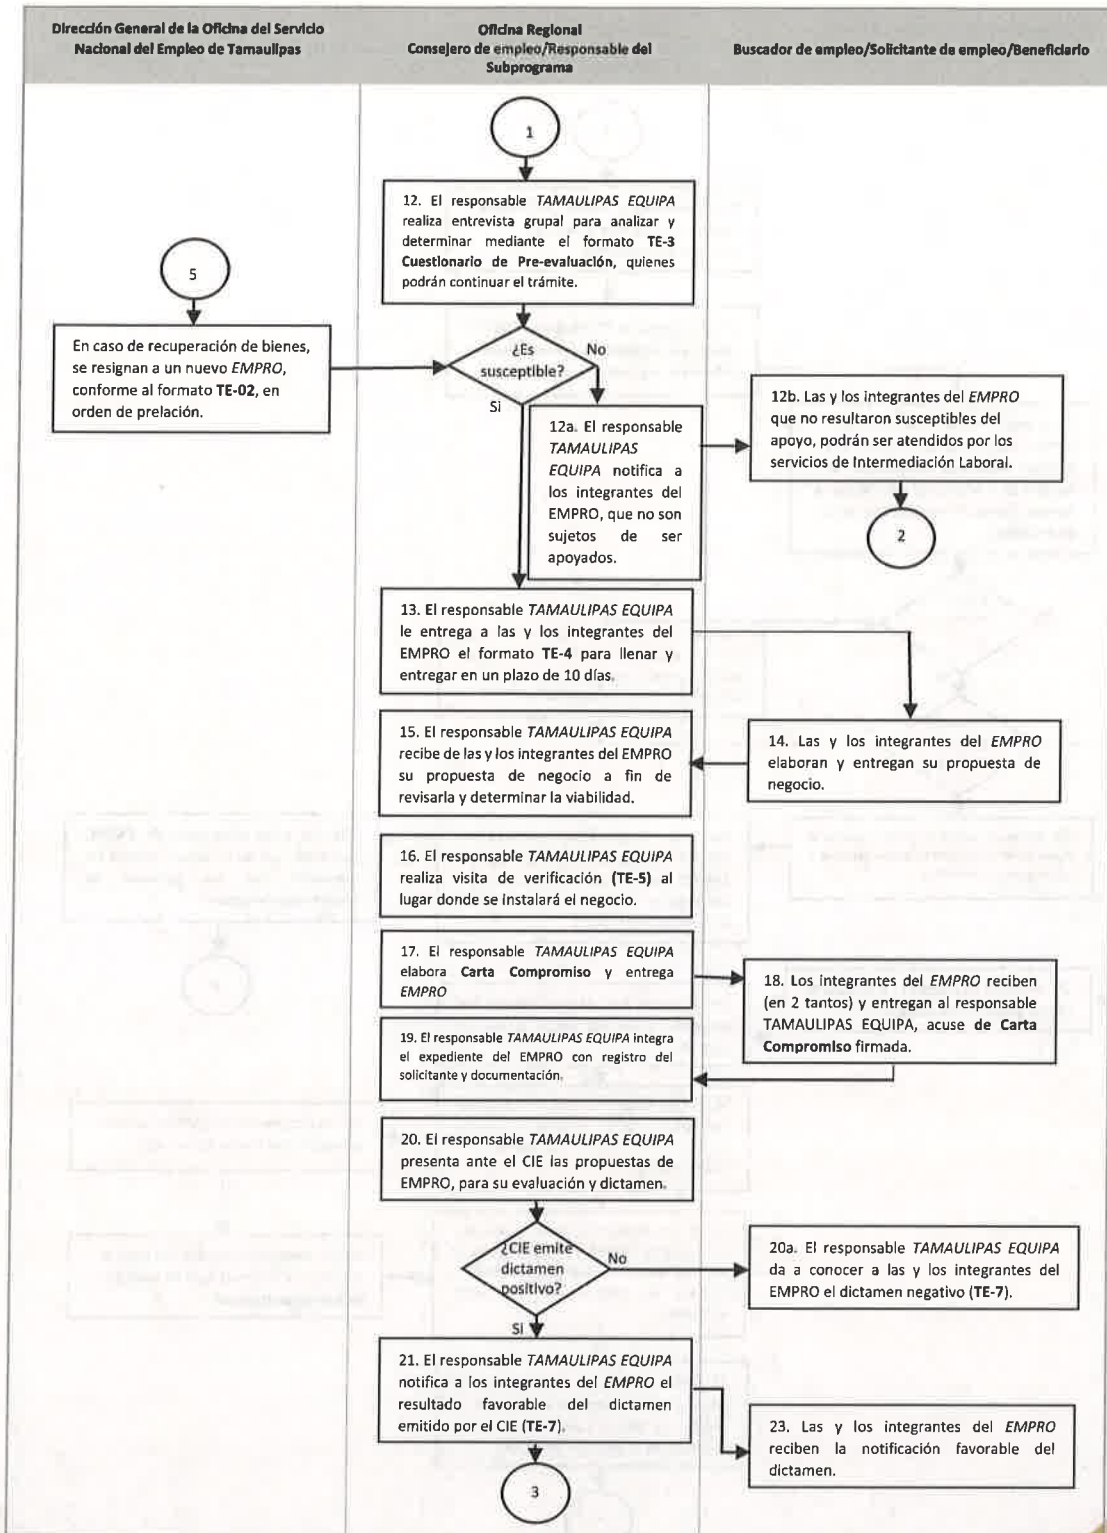 Dirección General de la Oficina del Servicio
Nacional del Empleo de Tamaulipas
Oficina Regional
Consejero de empleo/Responsable del
Subprograma
Buscador de empleo/Solicitante de empleo/Beneficiario
1
12. El responsable TAMAULIPAS EQUIPA
realiza entrevista grupal para analizar y
determinar mediante el formato TE-3
Cuestionario de Pre-evaluación, quienes
podrán continuar el trámite.
5
En caso de recuperación de bienes,
se resignan a un nuevo EMPRO,
conforme al formato TE-02, en
orden de prelación.
¿Es
susceptible?
No
Si
12a. El responsable
TAMAULIPAS
EQUIPA notifica a
los integrantes del
EMPRO, que no son
sujetos de ser
apoyados.
12b. Las y los integrantes del EMPRO
que no resultaron susceptibles del
apoyo, podrán ser atendidos por los
servicios de Intermediación Laboral.
2
13. El responsable TAMAULIPAS EQUIPA
le entrega a las y los integrantes del
EMPRO el formato TE-4 para llenar y
entregar en un plazo de 10 días.
14. Las y los integrantes del EMPRO
elaboran y entregan su propuesta de
negocio.
15. El responsable TAMAULIPAS EQUIPA
recibe de las y los integrantes del EMPRO
su propuesta de negocio a fin de
revisarla y determinar la viabilidad.
16. El responsable TAMAULIPAS EQUIPA
realiza visita de verificación (TE-5) al
lugar donde se instalará el negocio.
17. El responsable TAMAULIPAS EQUIPA
elabora Carta Compromiso y entrega
EMPRO
18. Los integrantes del EMPRO reciben
(en 2 tantos) y entregan al responsable
TAMAULIPAS EQUIPA, acuse de Carta
Compromiso firmada.
19. El responsable TAMAULIPAS EQUIPA integra
el expediente del EMPRO con registro del
solicitante y documentación.
20. El responsable TAMAULIPAS EQUIPA
presenta ante el CIE las propuestas de
EMPRO, para su evaluación y dictamen.
¿CIE emite
dictamen
positivo?
No
Si
20a. El responsable TAMAULIPAS EQUIPA
da a conocer a las y los integrantes del
EMPRO el dictamen negativo (TE-7).
21. El responsable TAMAULIPAS EQUIPA
notifica a los integrantes del EMPRO el
resultado favorable del dictamen
emitido por el CIE (TE-7).
23. Las y los integrantes del EMPRO
reciben la notificación favorable del
dictamen.
3